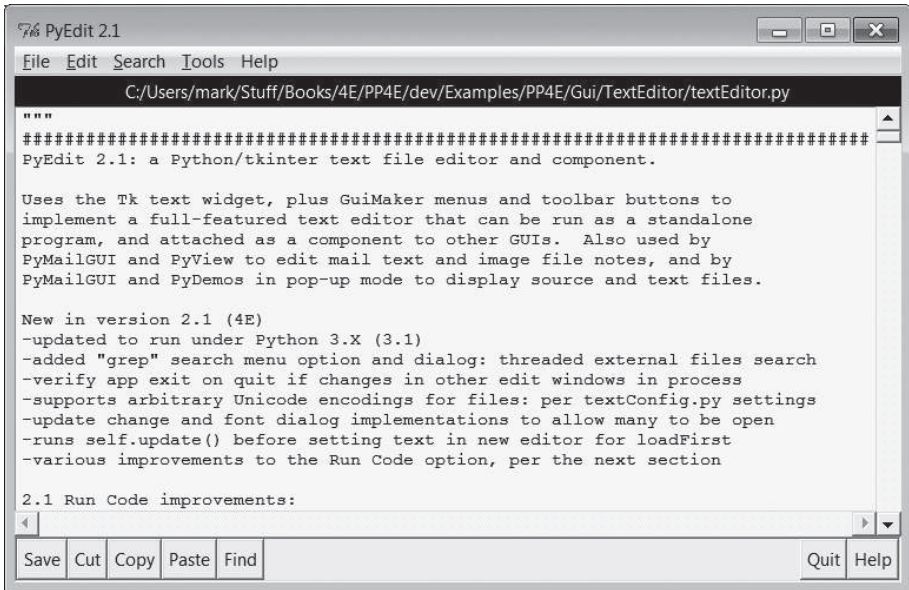 PyEdit 2.1
File Edit Search Tools Help
C:/Users/mark/Stuff/Books/4E/PP4E/dev/Examples/PP4E/Gui/TextEditor/textEditor.py
"""
################################################################################
PyEdit 2.1: a Python/tkinter text file editor and component.
Uses the Tk text widget, plus GuiMaker menus and toolbar buttons to
implement a full-featured text editor that can be run as a standalone
program, and attached as a component to other GUIs.  Also used by
PyMailGUI and PyView to edit mail text and image file notes, and by
PyMailGUI and PyDemos in pop-up mode to display source and text files.
New in version 2.1 (4E)
-updated to run under Python 3.X (3.1)
-added "grep" search menu option and dialog: threaded external files search
-verify app exit on quit if changes in other edit windows in process
-supports arbitrary Unicode encodings for files: per textConfig.py settings
-update change and font dialog implementations to allow many to be open
-runs self.update() before setting text in new editor for loadFirst
-various improvements to the Run Code option, per the next section
2.1 Run Code improvements:
Save Cut Copy Paste Find Quit Help